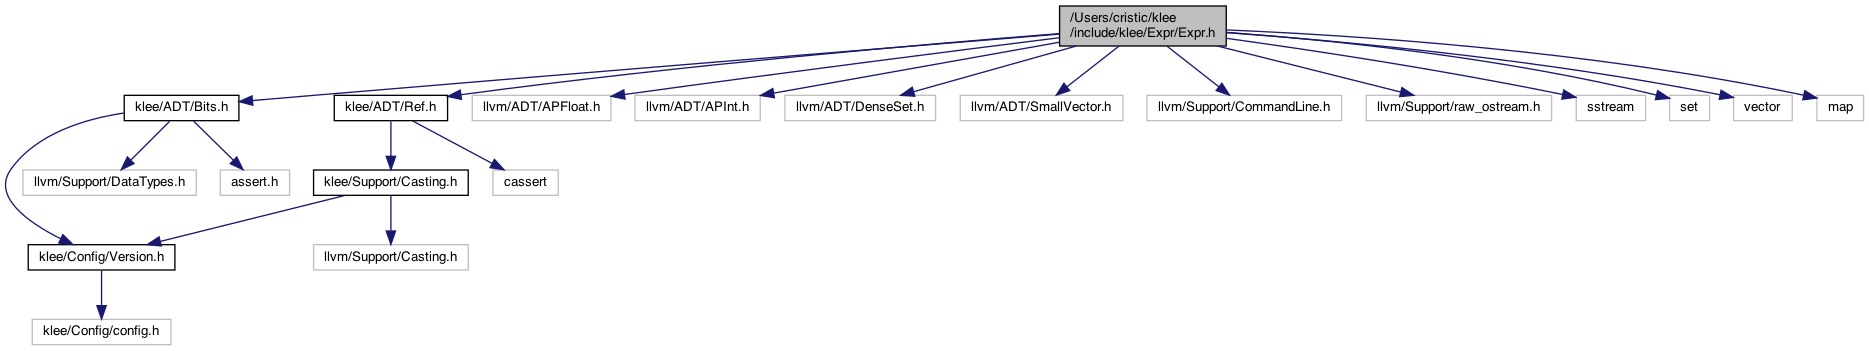 /Users/cristic/klee
/include/klee/Expr/Expr.h
klee/ADT/Bits.h
klee/ADT/Ref.h
llvm/ADT/APFloat.h
llvm/ADT/APInt.h
llvm/ADT/DenseSet.h
llvm/ADT/SmallVector.h
llvm/Support/CommandLine.h
llvm/Support/raw_ostream.h
sstream
set
vector
map
llvm/Support/DataTypes.h
assert.h
klee/Support/Casting.h
cassert
klee/Config/Version.h
llvm/Support/Casting.h
klee/Config/config.h